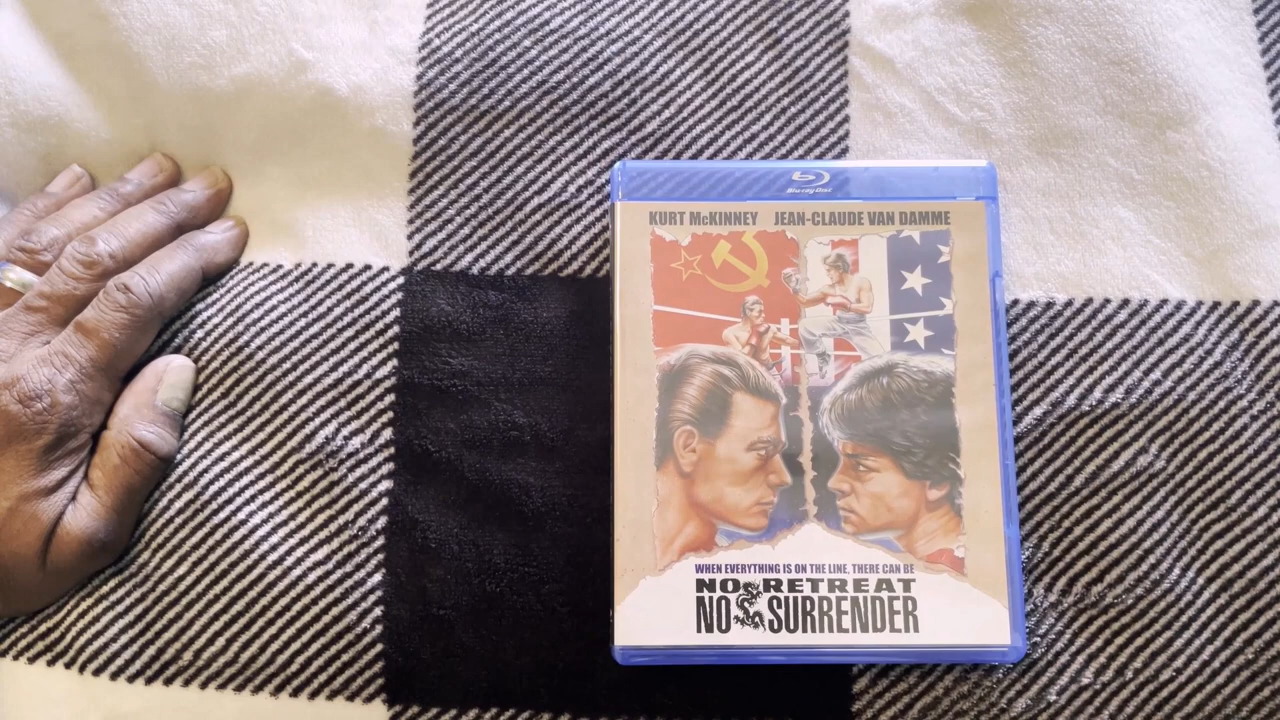 Blu-ray Disc
KURT McKINNEY JEAN-CLAUDE VAN DAMME
WHEN EVERYTHING IS ON THE LINE, THERE CAN BE
NO RETREAT
NO SURRENDER